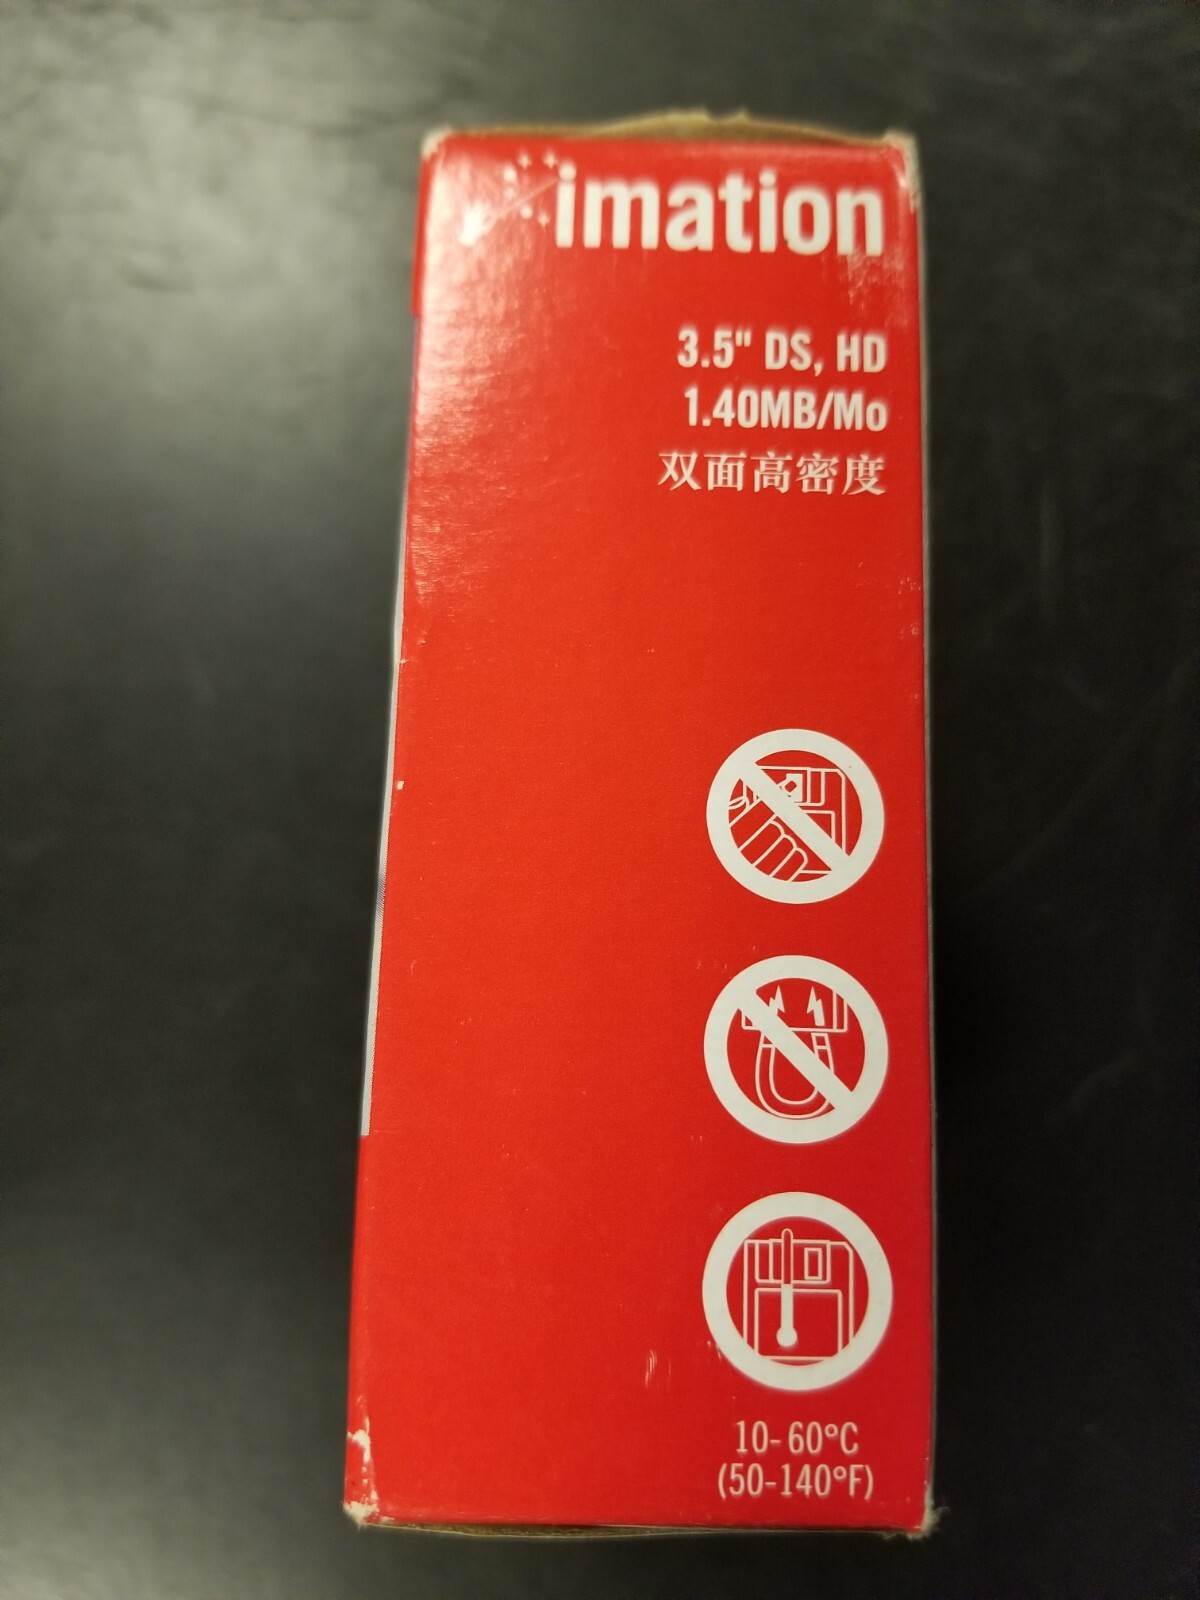 imation
3.5" DS, HD
1.40MB/Mo
双面高密度
10-60°C
(50-140°F)